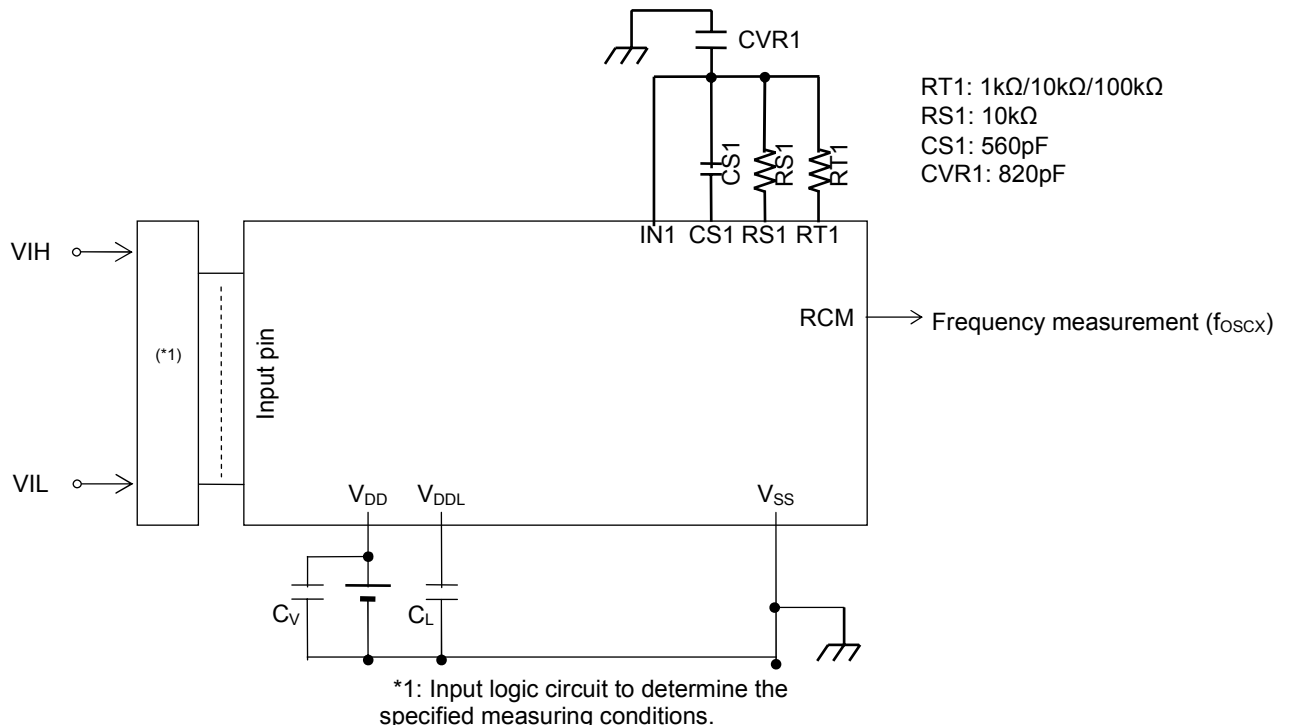 CVR1
RT1: 1kΩ/10kΩ/100kΩ
RS1: 10kΩ
CS1: 560pF
CVR1: 820pF
CS1
RS1
RT1
IN1 CS1 RS1 RT1
VIH
RCM
Frequency measurement (fOSCX)
(*1)
Input pin
VIL
VDD VDDL VSS
CV
CL
*1: Input logic circuit to determine the
specified measuring conditions.